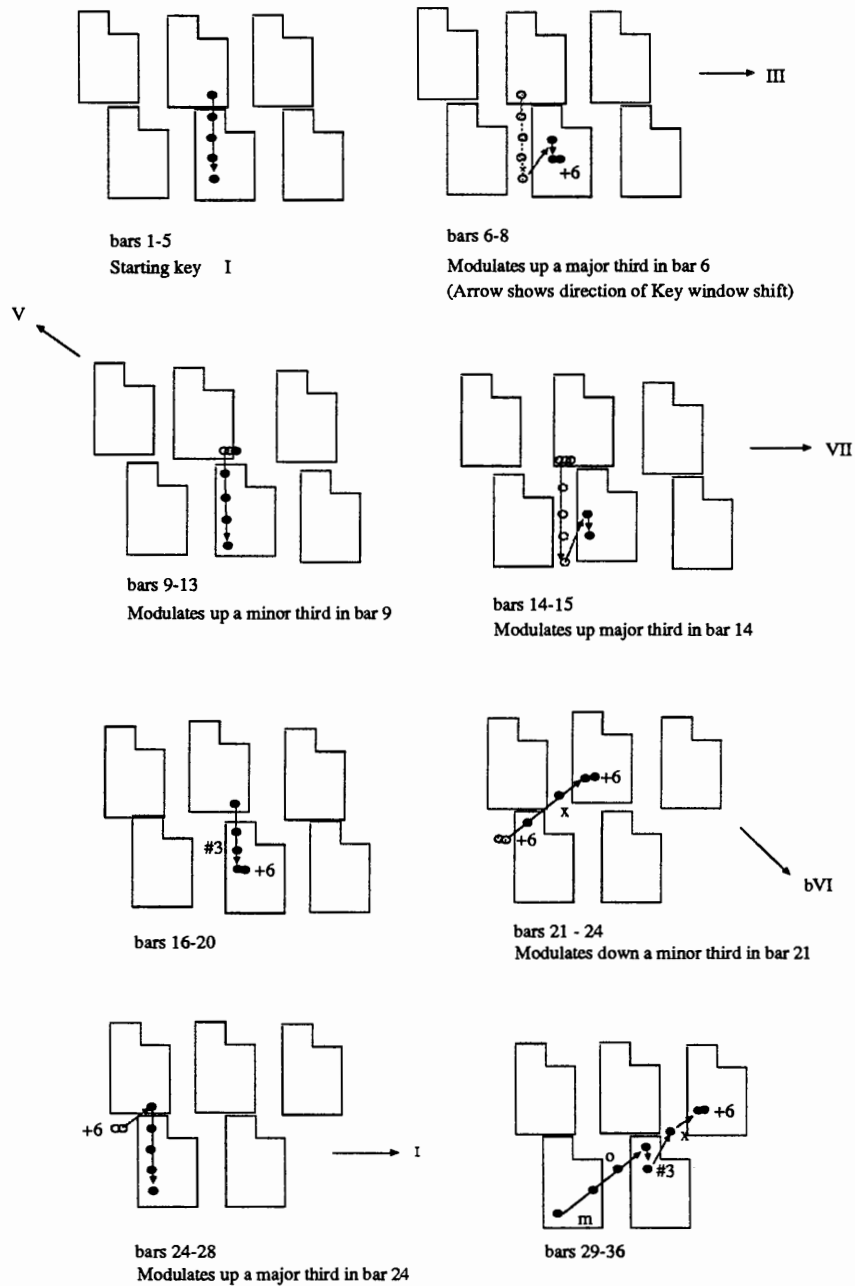 III
+6
bars 1-5
Starting key I
bars 6-8
Modulates up a major third in bar 6
(Arrow shows direction of Key window shift)
V
VII
bars 9-13
Modulates up a minor third in bar 9
bars 14-15
Modulates up major third in bar 14
#3
+6
bars 16-20
+6
x
+6
bVI
bars 21 - 24
Modulates down a minor third in bar 21
+6
I
bars 24-28
Modulates up a major third in bar 24
+6
x
o
#3
m
bars 29-36